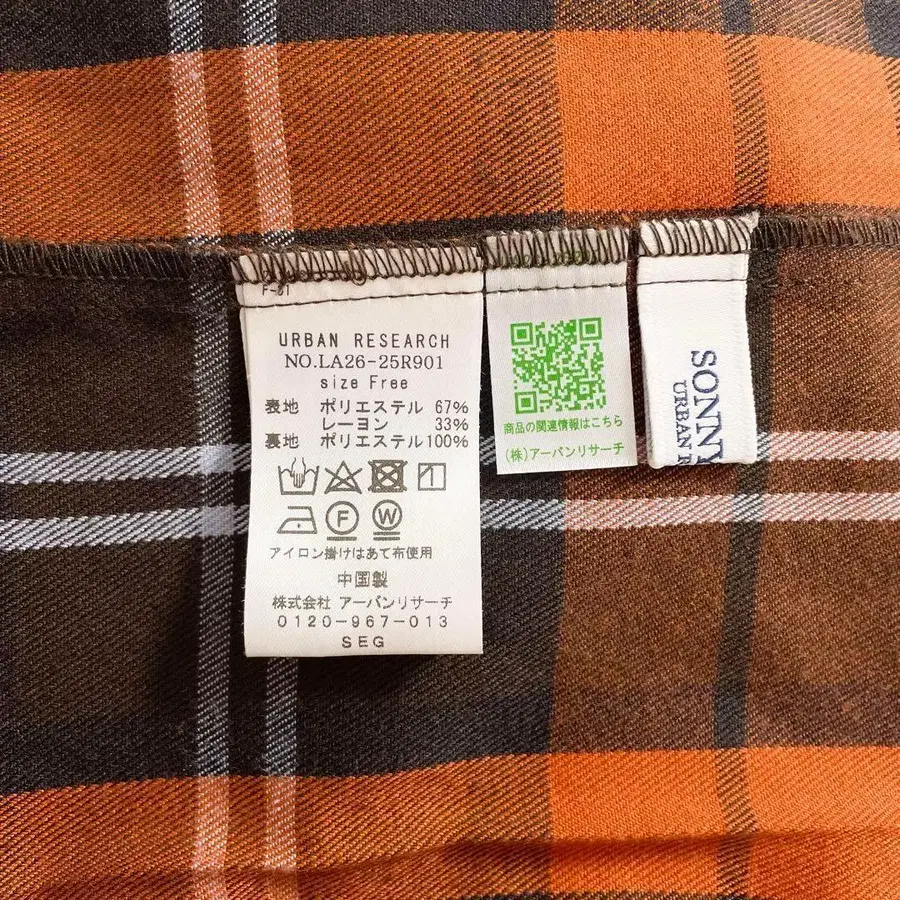 F-01
URBAN RESEARCH
NO.LA26-25R901
size Free
表地 ポリエステル 67%
レーヨン 33%
裏地 ポリエステル 100%
F W
アイロン掛けはあて布使用
中国製
株式会社 アーバンリサーチ
0120-967-013
SEG
商品の関連情報はこちら
(株)アーバンリサーチ
SONNY
URBAN